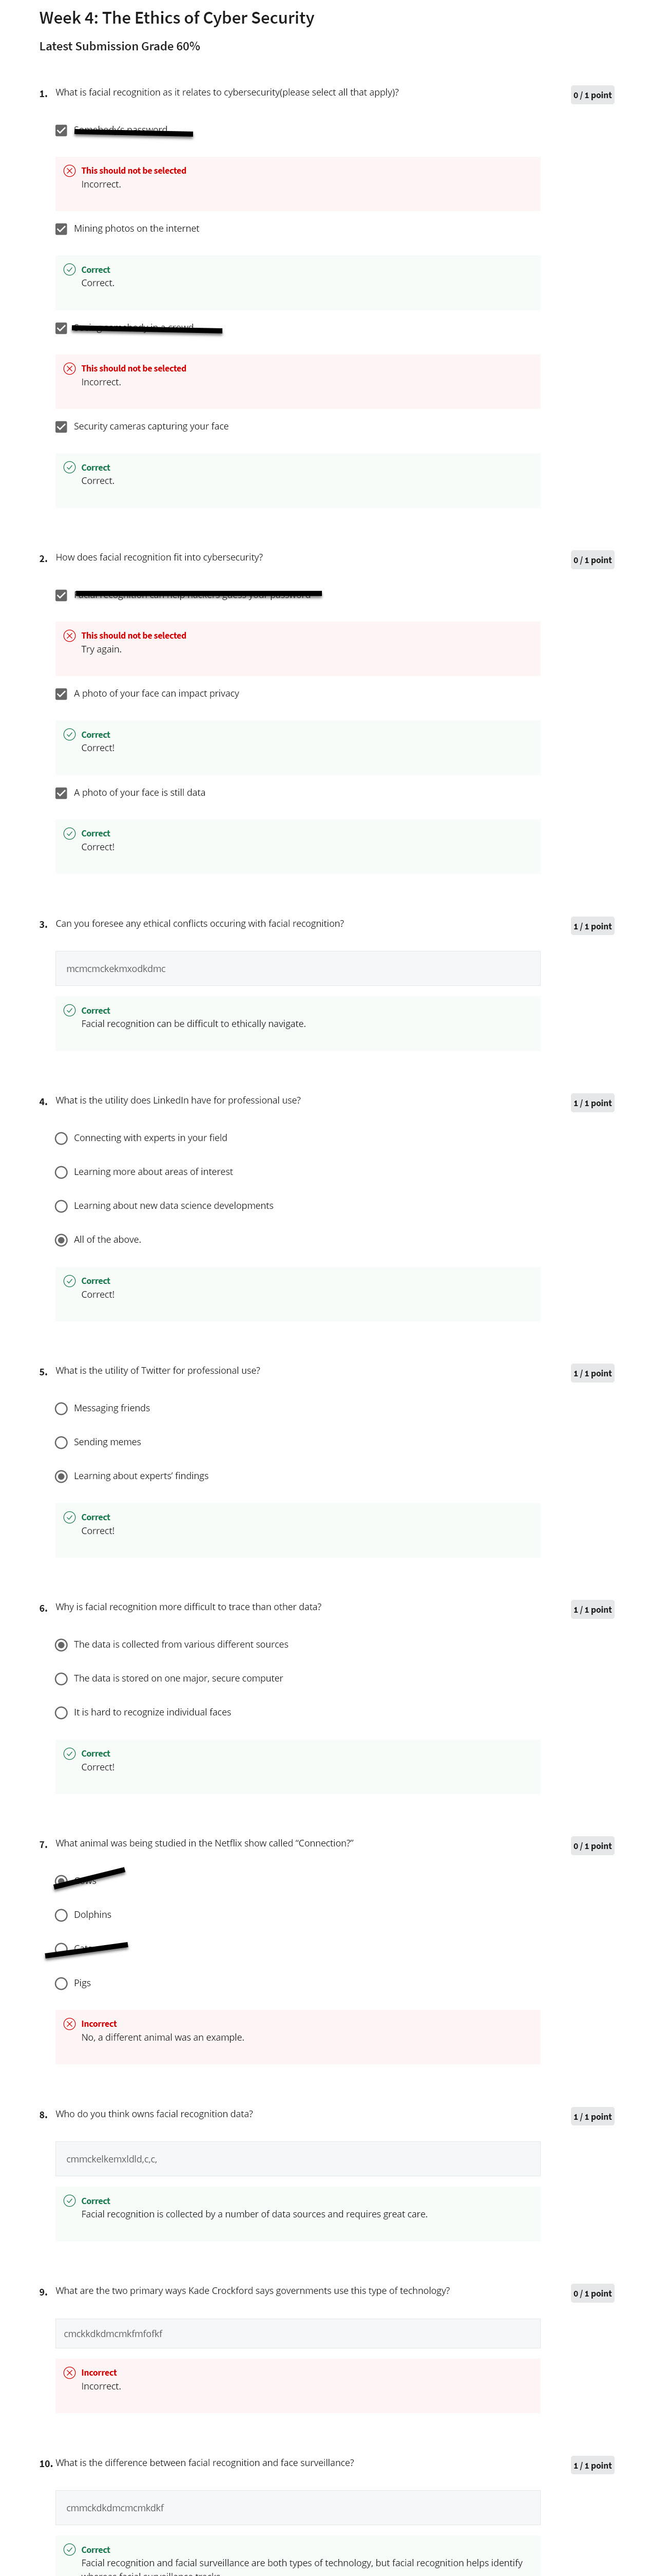 Week 4: The Ethics of Cyber Security
Latest Submission Grade 60%
1. What is facial recognition as it relates to cybersecurity(please select all that apply)?
0 / 1 point
This should not be selected
Incorrect.
Mining photos on the internet
Correct
Correct.
This should not be selected
Incorrect.
Security cameras capturing your face
Correct
Correct.
2. How does facial recognition fit into cybersecurity?
0 / 1 point
This should not be selected
Try again.
A photo of your face can impact privacy
Correct
Correct!
A photo of your face is still data
Correct
Correct!
3. Can you foresee any ethical conflicts occuring with facial recognition?
1 / 1 point
mcmcmckekmxodkdmc
Correct
Facial recognition can be difficult to ethically navigate.
4. What is the utility does LinkedIn have for professional use?
1 / 1 point
Connecting with experts in your field
Learning more about areas of interest
Learning about new data science developments
All of the above.
Correct
Correct!
5. What is the utility of Twitter for professional use?
1 / 1 point
Messaging friends
Sending memes
Learning about experts’ findings
Correct
Correct!
6. Why is facial recognition more difficult to trace than other data?
1 / 1 point
The data is collected from various different sources
The data is stored on one major, secure computer
It is hard to recognize individual faces
Correct
Correct!
7. What animal was being studied in the Netflix show called “Connection?”
0 / 1 point
Dolphins
Pigs
Incorrect
No, a different animal was an example.
8. Who do you think owns facial recognition data?
1 / 1 point
cmmckelkemxldld,c,c,
Correct
Facial recognition is collected by a number of data sources and requires great care.
9. What are the two primary ways Kade Crockford says governments use this type of technology?
0 / 1 point
cmckkdkdmcmkfmfofkf
Incorrect
Incorrect.
10. What is the difference between facial recognition and face surveillance?
1 / 1 point
cmmckdkdmcmcmkdkf
Correct
Facial recognition and facial surveillance are both types of technology, but facial recognition helps identify